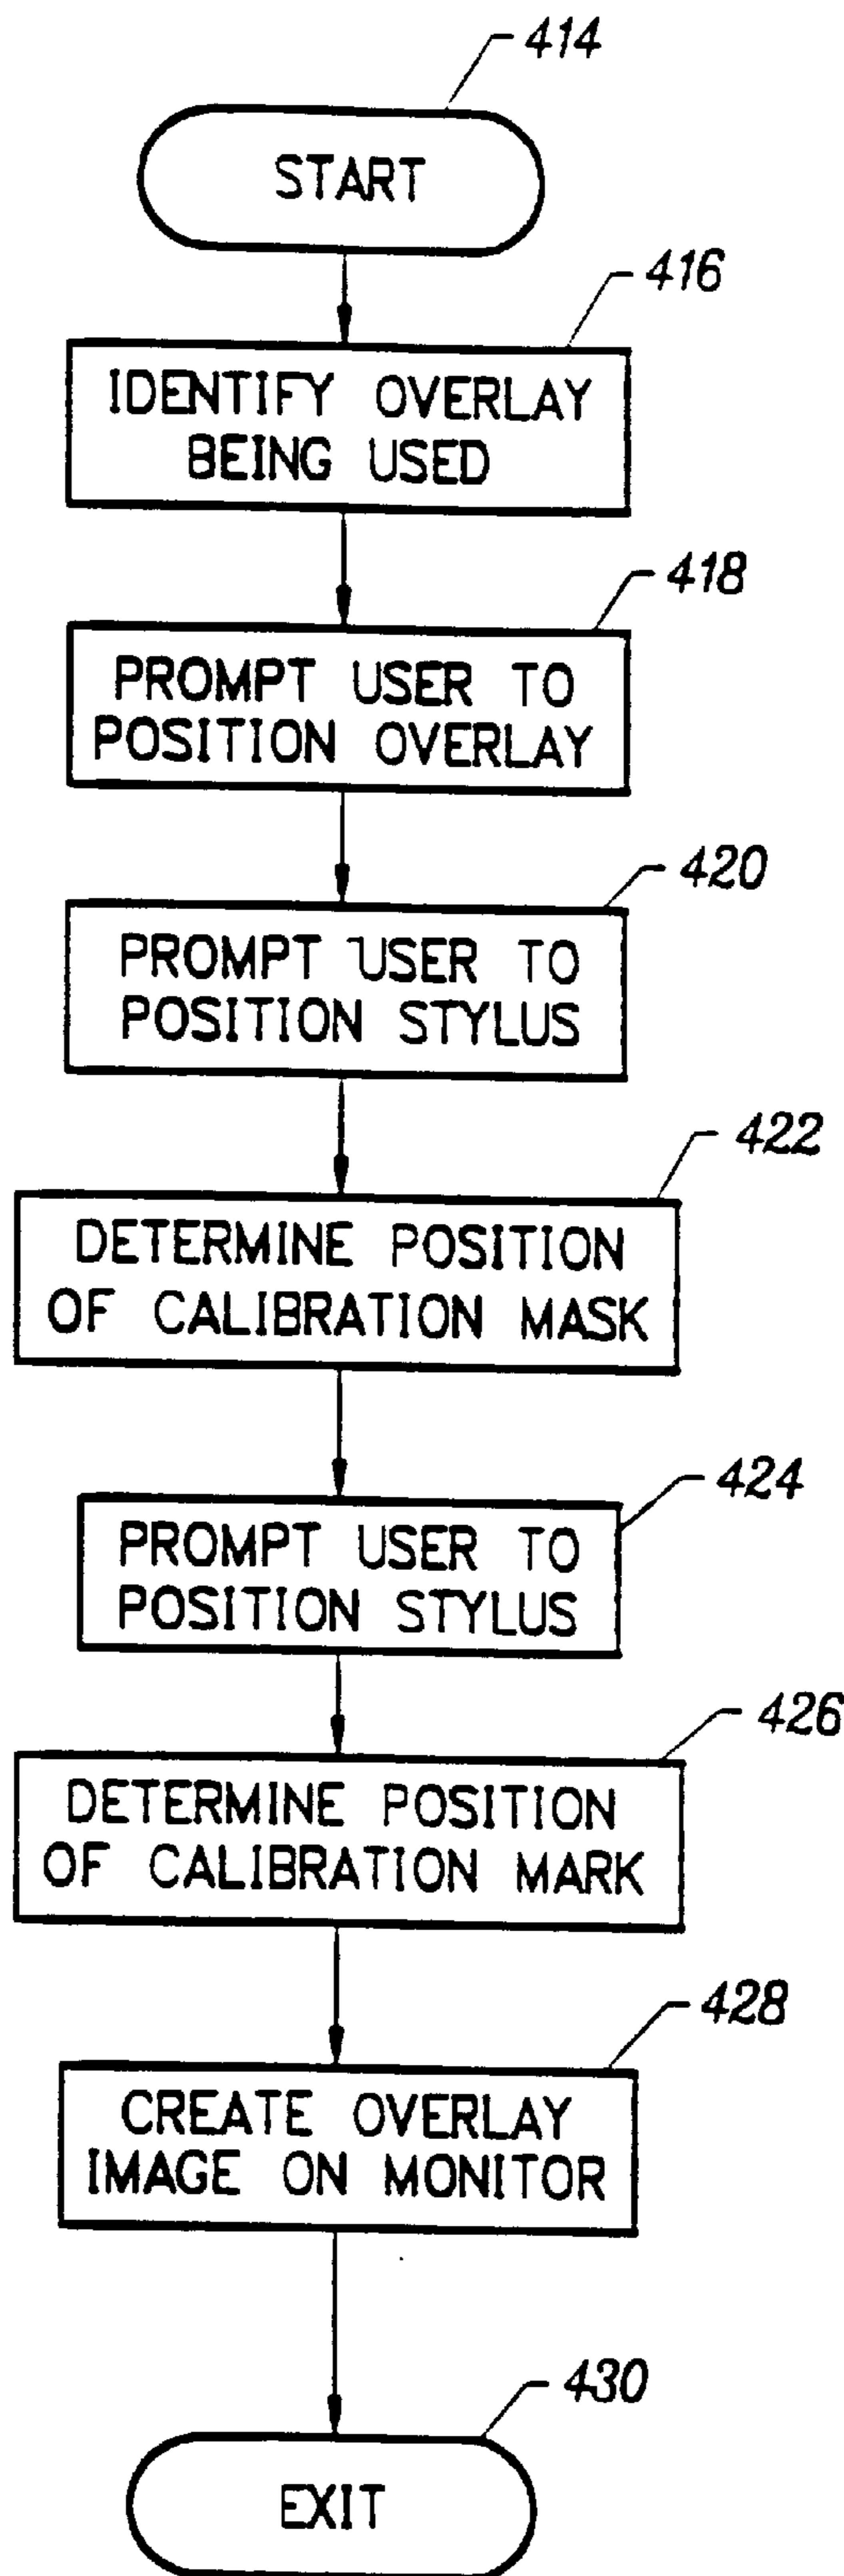 414
START
416
IDENTIFY OVERLAY
BEING USED
418
PROMPT USER TO
POSITION OVERLAY
420
PROMPT USER TO
POSITION STYLUS
422
DETERMINE POSITION
OF CALIBRATION MASK
424
PROMPT USER TO
POSITION STYLUS
426
DETERMINE POSITION
OF CALIBRATION MARK
428
CREATE OVERLAY
IMAGE ON MONITOR
430
EXIT